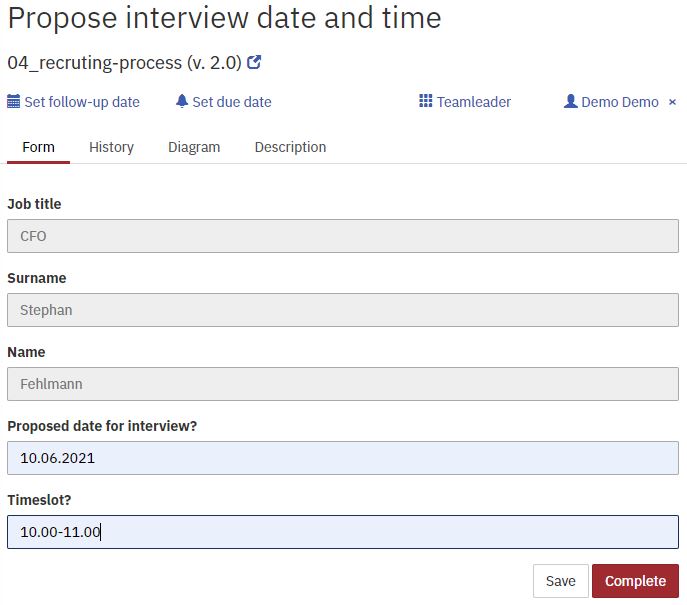 Propose interview date and time
04_recruting-process (v. 2.0)
Set follow-up date Set due date Teamleader Demo Demo ×
Form History Diagram Description
Job title
CFO
Surname
Stephan
Name
Fehlmann
Proposed date for interview?
10.06.2021
Timeslot?
10.00-11.00
Save Complete